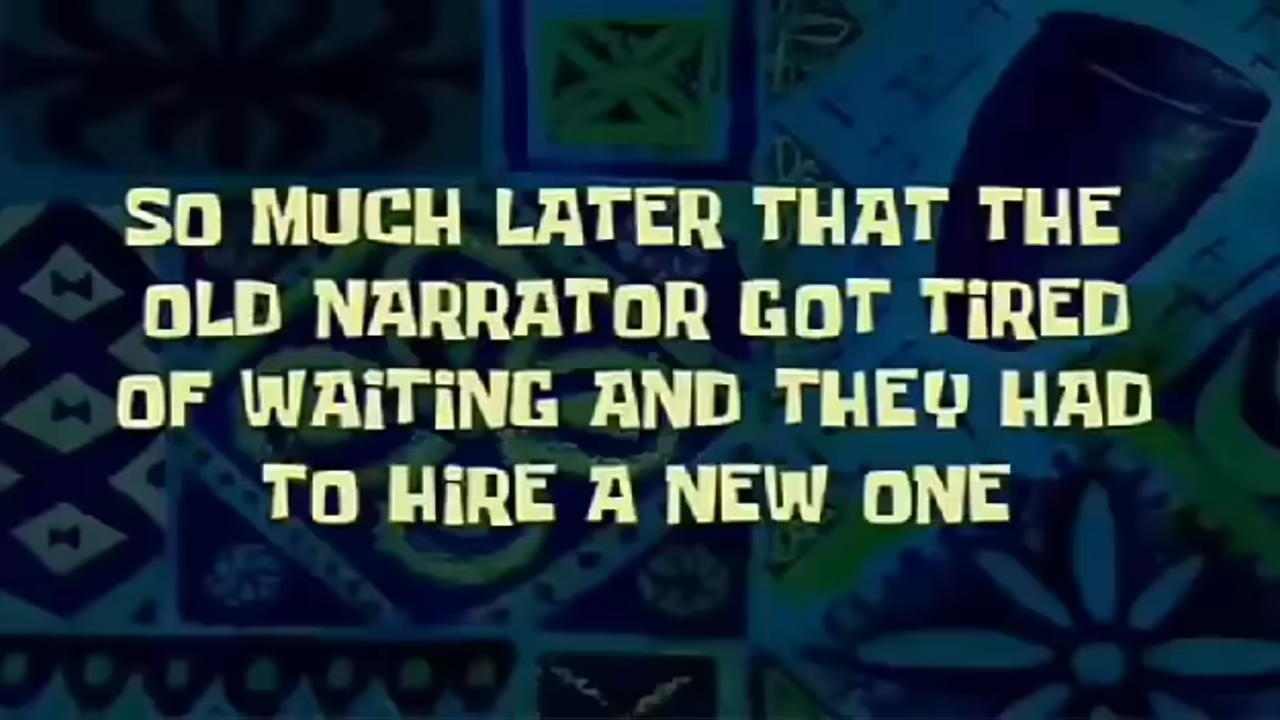 SO MUCH LATER THAT THE
OLD NARRATOR GOT TiRED
OF WAiTiNG AND THEY HAD
TO HiRE A NEW ONE